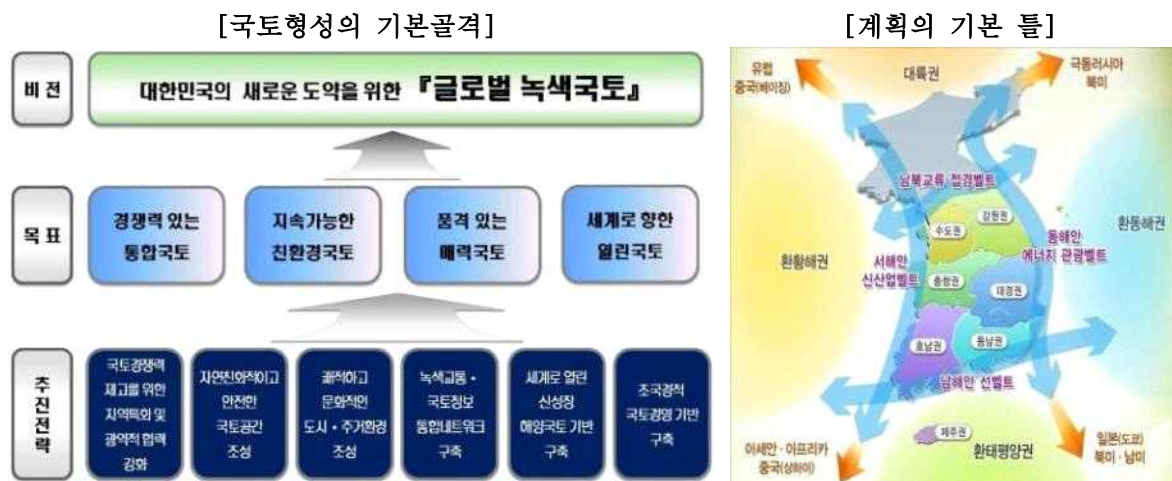 [국토형성의 기본골격]
비 전
대한민국의 새로운 도약을 위한 『글로벌 녹색국토』
목 표
경쟁력 있는
통합국토
지속가능한
친환경국토
품격 있는
매력국토
세계로 향한
열린국토
추진전략
국토경쟁력
제고를 위한
지역특화 및
광역적 협력
강화
자연친화적이고
안전한
국토공간
조성
쾌적하고
문화적인
도시·주거환경
조성
녹색교통·
국토정보
통합네트워크
구축
세계로 열린
신성장
해양국토 기반
구축
초국경적
국토경영 기반
구축
[계획의 기본 틀]
유럽
중국(베이징)
대륙권
극동러시아
북미
남북교류 접경벨트
강원권
수도권
동해안
에너지 관광벨트
환동해권
환황해권
서해안
신산업벨트
충청권
대경권
호남권
동남권
남해안 선벨트
제주권
환태평양권
아세안·아프리카
중국(상하이)
일본(도쿄)
북미·남미